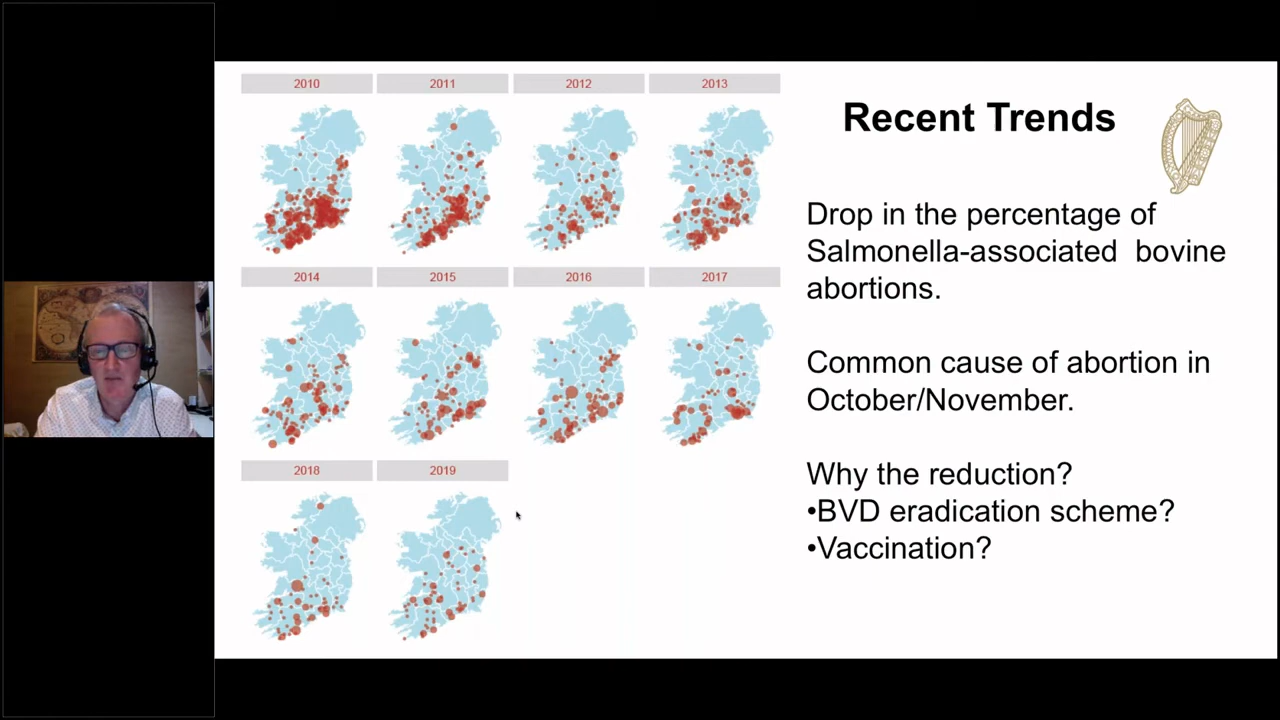 2010
2011
2012
2013
2014
2015
2016
2017
2018
2019
Recent Trends
Drop in the percentage of
Salmonella-associated bovine
abortions.
Common cause of abortion in
October/November.
Why the reduction?
•BVD eradication scheme?
•Vaccination?